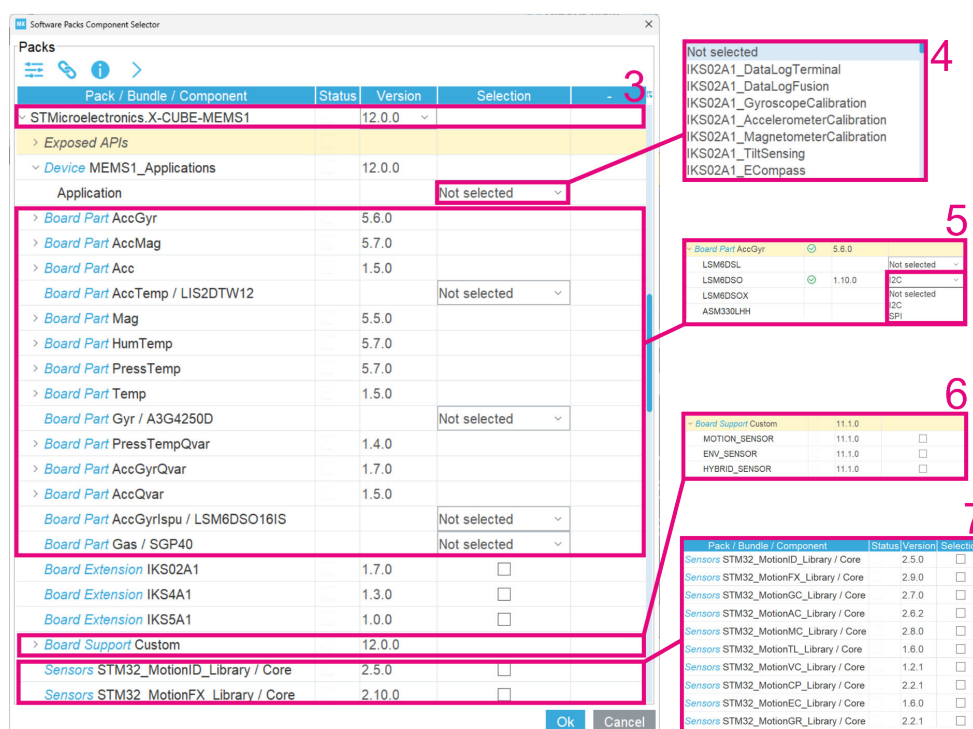 MX Software Packs Component Selector ×
Packs
Pack / Bundle / Component Status Version Selection -
3
STMicroelectronics.X-CUBE-MEMS1 12.0.0
Exposed APIs
Device MEMS1_Applications 12.0.0
Application Not selected
Board Part AccGyr 5.6.0
Board Part AccMag 5.7.0
Board Part Acc 1.5.0
Board Part AccTemp / LIS2DTW12 Not selected
Board Part Mag 5.5.0
Board Part HumTemp 5.7.0
Board Part PressTemp 5.7.0
Board Part Temp 1.5.0
Board Part Gyr / A3G4250D Not selected
Board Part PressTempQvar 1.4.0
Board Part AccGyrQvar 1.7.0
Board Part AccQvar 1.5.0
Board Part AccGyrIspu / LSM6DSO16IS Not selected
Board Part Gas / SGP40 Not selected
Board Extension IKS02A1 1.7.0
Board Extension IKS4A1 1.3.0
Board Extension IKS5A1 1.0.0
Board Support Custom 12.0.0
Sensors STM32_MotionID_Library / Core 2.5.0
Sensors STM32_MotionFX_Library / Core 2.10.0
Ok Cancel
4
Not selected
IKS02A1_DataLogTerminal
IKS02A1_DataLogFusion
IKS02A1_GyroscopeCalibration
IKS02A1_AccelerometerCalibration
IKS02A1_MagnetometerCalibration
IKS02A1_TiltSensing
IKS02A1_ECompass
5
Board Part AccGyr 5.6.0
LSM6DSL Not selected
LSM6DSO 1.10.0 I2C
LSM6DSOX Not selected
I2C
ASM330LHH SPI
6
Board Support Custom 11.1.0
MOTION_SENSOR 11.1.0
ENV_SENSOR 11.1.0
HYBRID_SENSOR 11.1.0
7
Pack / Bundle / Component Status Version Selection
Sensors STM32_MotionID_Library / Core 2.5.0
Sensors STM32_MotionFX_Library / Core 2.9.0
Sensors STM32_MotionGC_Library / Core 2.7.0
Sensors STM32_MotionAC_Library / Core 2.6.2
Sensors STM32_MotionMC_Library / Core 2.8.0
Sensors STM32_MotionTL_Library / Core 1.6.0
Sensors STM32_MotionVC_Library / Core 1.2.1
Sensors STM32_MotionCP_Library / Core 2.2.1
Sensors STM32_MotionEC_Library / Core 1.6.0
Sensors STM32_MotionGR_Library / Core 2.2.1